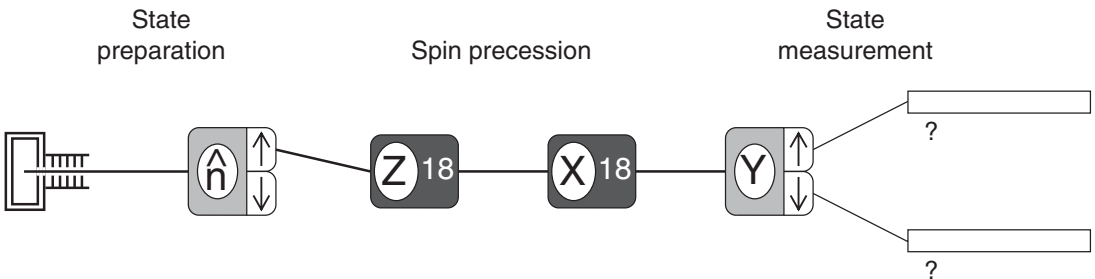 State
preparation
Spin precession
State
measurement
n̂
↑
↓
Z 18
X 18
Y
↑
↓
?
?